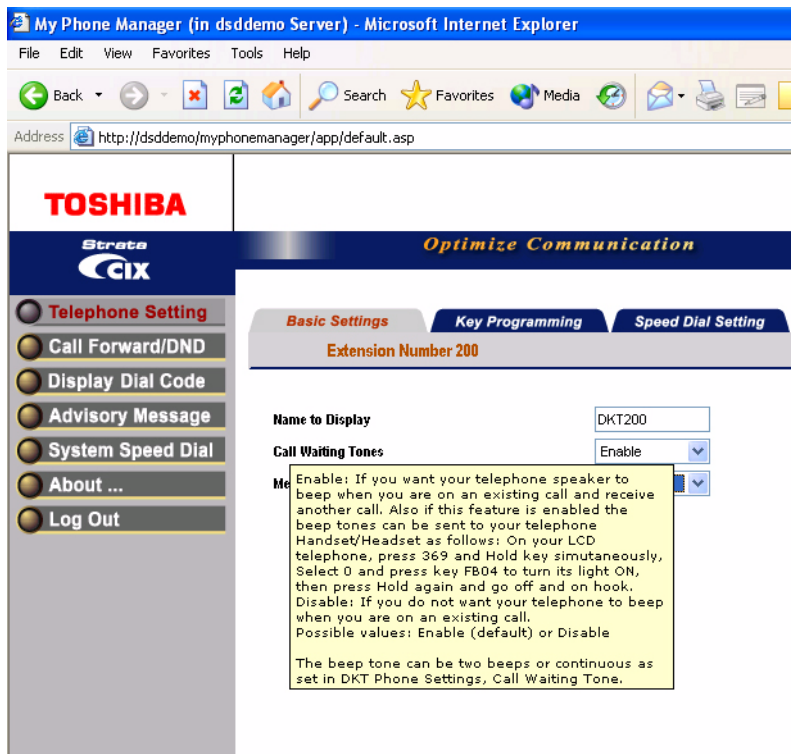 My Phone Manager (in dsddemo Server) - Microsoft Internet Explorer
File Edit View Favorites Tools Help
Back Search Favorites Media
Address http://dsddemo/myphonemanager/app/default.asp
TOSHIBA
Strata
CIX
Optimize Communication
Telephone Setting
Call Forward/DND
Display Dial Code
Advisory Message
System Speed Dial
About ...
Log Out
Basic Settings Key Programming Speed Dial Setting
Extension Number 200
Name to Display DKT200
Call Waiting Tones Enable
Me
Enable: If you want your telephone speaker to
beep when you are on an existing call and receive
another call. Also if this feature is enabled the
beep tones can be sent to your telephone
Handset/Headset as follows: On your LCD
telephone, press 369 and Hold key simutaneously,
Select 0 and press key FB04 to turn its light ON,
then press Hold again and go off and on hook.
Disable: If you do not want your telephone to beep
when you are on an existing call.
Possible values: Enable (default) or Disable
The beep tone can be two beeps or continuous as
set in DKT Phone Settings, Call Waiting Tone.